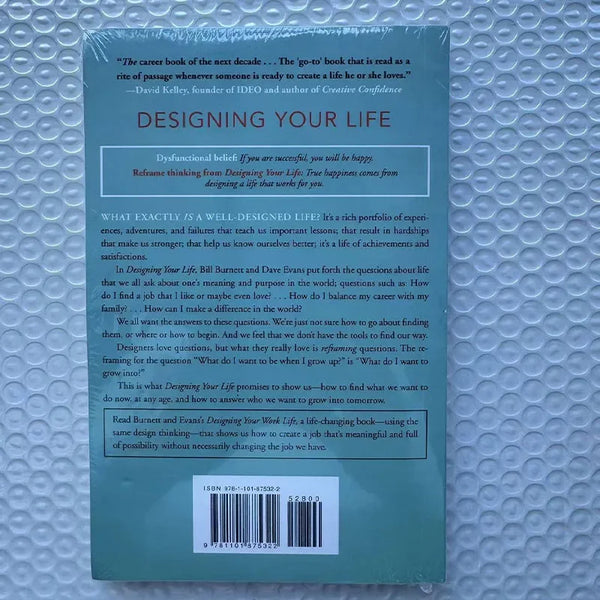 "The career book of the next decade . . . The 'go-to' book that is read as a
rite of passage whenever someone is ready to create a life he or she loves."
—David Kelley, founder of IDEO and author of Creative Confidence
DESIGNING YOUR LIFE
Dysfunctional belief: If you are successful, you will be happy.
Reframe thinking from Designing Your Life: True happiness comes from
designing a life that works for you.
WHAT EXACTLY IS A WELL-DESIGNED LIFE? It's a rich portfolio of experi-
ences, adventures, and failures that teach us important lessons; that result in hardships
that make us stronger; that help us know ourselves better; it's a life of achievements and
satisfactions.
In Designing Your Life, Bill Burnett and Dave Evans put forth the questions about life
that we all ask about one's meaning and purpose in the world; questions such as: How
do I find a job that I like or maybe even love? . . . How do I balance my career with my
family? . . . How can I make a difference in the world?
We all want the answers to these questions. We're just not sure how to go about finding
them, or where or how to begin. And we feel that we don't have the tools to find our way.
Designers love questions, but what they really love is reframing questions. The re-
framing for the question "What do I want to be when I grow up?" is "What do I want to
grow into?"
This is what Designing Your Life promises to show us—how to find what we want to
do now, at any age, and how to answer who we want to grow into tomorrow.
Read Burnett and Evans's Designing Your Work Life, a life-changing book—using the
same design thinking—that shows us how to create a job that's meaningful and full
of possibility without necessarily changing the job we have.
ISBN 978-1-101-87532-2
52800
9 781101 875322